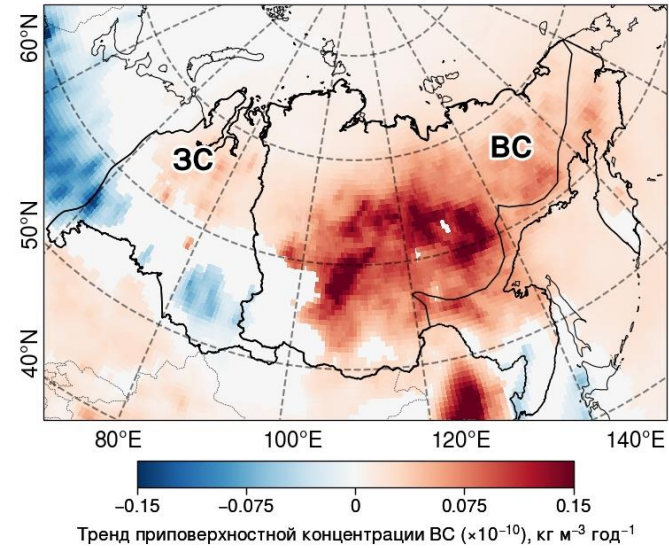 60°N
ЗС
ВС
50°N
40°N
80°E 100°E 120°E 140°E
−0.15 −0.075 0 0.075 0.15
Тренд приповерхностной концентрации BC (×10⁻¹⁰), кг м⁻³ год⁻¹